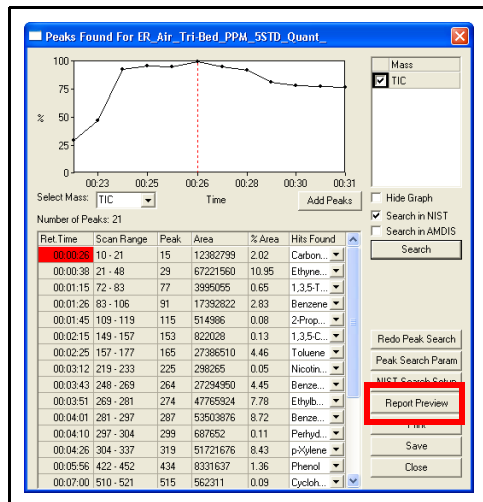 Peaks Found For ER_Air_Tri-Bed_PPM_5STD_Quant_
100
75
%
50
25
0
00:23 00:25 00:26 00:28 00:30 00:31
Mass
TIC
Select Mass: TIC Time Add Peaks
Hide Graph
Number of Peaks: 21
Search in NIST
Search in AMDIS
Search
Ret.Time Scan Range Peak Area % Area Hits Found
00:00:26 10 - 21 15 12382799 2.02 Carbon...
00:00:38 21 - 48 29 67221560 10.95 Ethyne...
00:01:15 72 - 83 77 3995055 0.65 1,3,5-T...
00:01:26 83 - 106 91 17392822 2.83 Benzene
00:01:45 109 - 119 115 514986 0.08 2-Prop...
00:02:15 149 - 157 153 822028 0.13 1,3,5-C...
00:02:25 157 - 177 165 27386510 4.46 Toluene
00:03:12 219 - 233 225 298265 0.05 Nicotin...
00:03:43 248 - 269 264 27294950 4.45 Benze...
00:03:51 269 - 281 274 47765924 7.78 Ethylb...
00:04:01 281 - 297 287 53503876 8.72 Benze...
00:04:10 297 - 304 299 687652 0.11 Perhyd...
00:04:26 304 - 337 319 51721676 8.43 p-Xylene
00:05:56 422 - 452 434 8331637 1.36 Phenol
00:07:00 510 - 521 515 562311 0.09 Cycloh...
Redo Peak Search
Peak Search Param
NIST Search Setup
Report Preview
Print
Save
Close